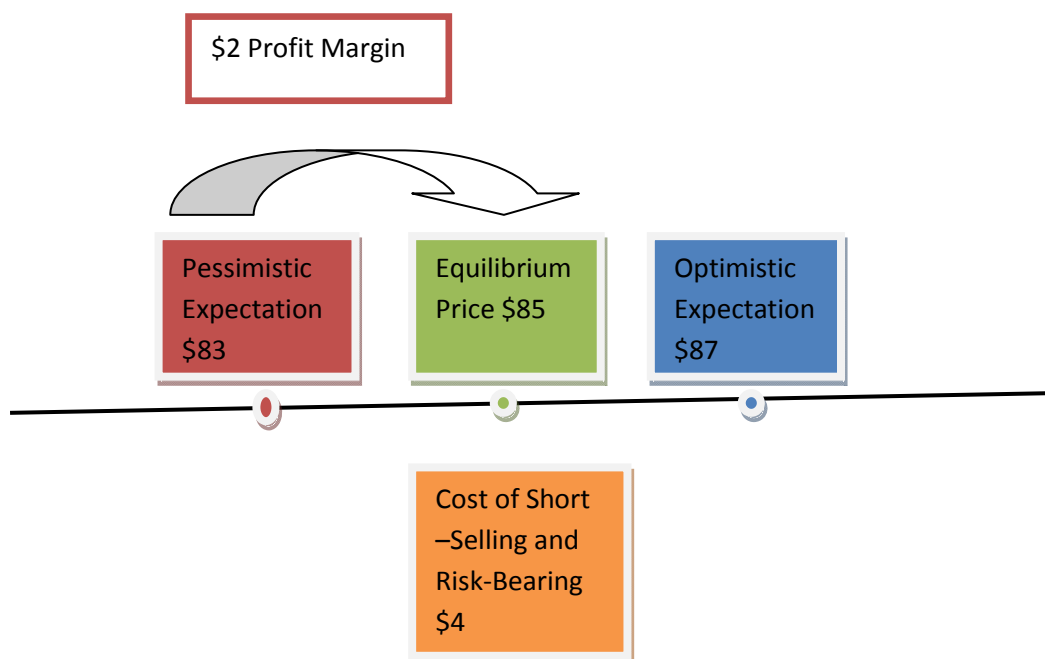 $2 Profit Margin
Pessimistic
Expectation
$83
Equilibrium
Price $85
Optimistic
Expectation
$87
Cost of Short
–Selling and
Risk-Bearing
$4